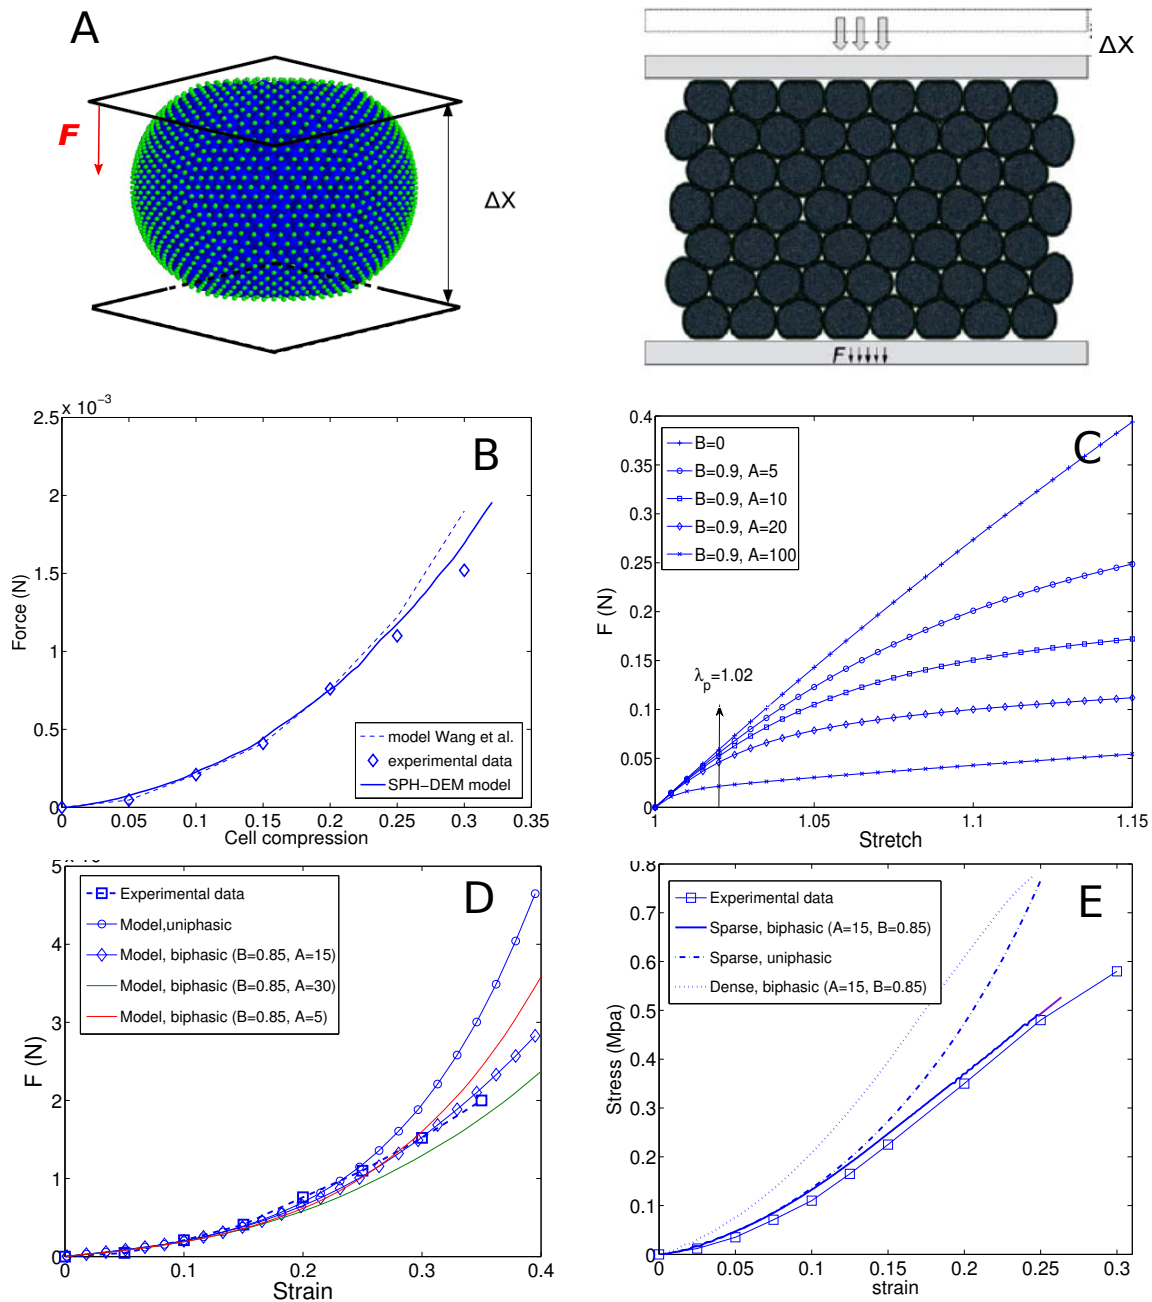 A
F
ΔX
ΔX
F
x 10⁻³
B
2.5
2
1.5
1
0.5
0
Force (N)
0 0.05 0.1 0.15 0.2 0.25 0.3 0.35
Cell compression
model Wang et al.
experimental data
SPH−DEM model
C
0.4
0.35
0.3
0.25
0.2
0.15
0.1
0.05
0
F (N)
B=0
B=0.9, A=5
B=0.9, A=10
B=0.9, A=20
B=0.9, A=100
λp=1.02
1 1.05 1.1 1.15
Stretch
D
5
4
3
2
1
0
F (N)
Experimental data
Model,uniphasic
Model, biphasic (B=0.85, A=15)
Model, biphasic (B=0.85, A=30)
Model, biphasic (B=0.85, A=5)
0 0.1 0.2 0.3 0.4
Strain
E
0.8
0.7
0.6
0.5
0.4
0.3
0.2
0.1
0
Stress (Mpa)
Experimental data
Sparse, biphasic (A=15, B=0.85)
Sparse, uniphasic
Dense, biphasic (A=15, B=0.85)
0 0.05 0.1 0.15 0.2 0.25 0.3
strain